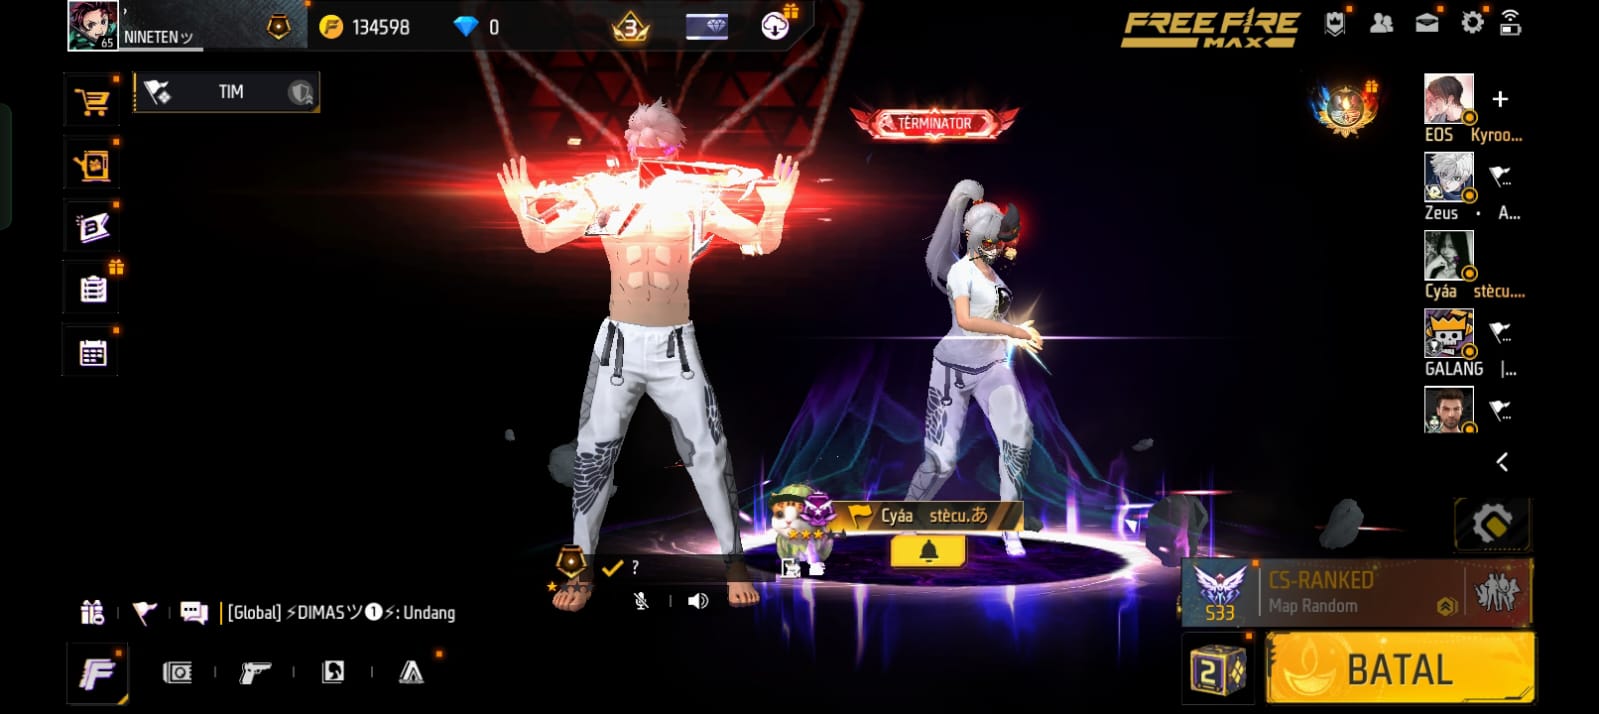 NINETENツ
65
134598
0
3
FREE FIRE
MAX
TIM
TERMINATOR
EOS Kyroo...
Zeus • A...
Cyáa stècu....
GALANG |...
Cyáa stècu.あ
?
[Global] ⚡DIMASツ❶⚡: Undang
S33
CS-RANKED
Map Random
2
BATAL